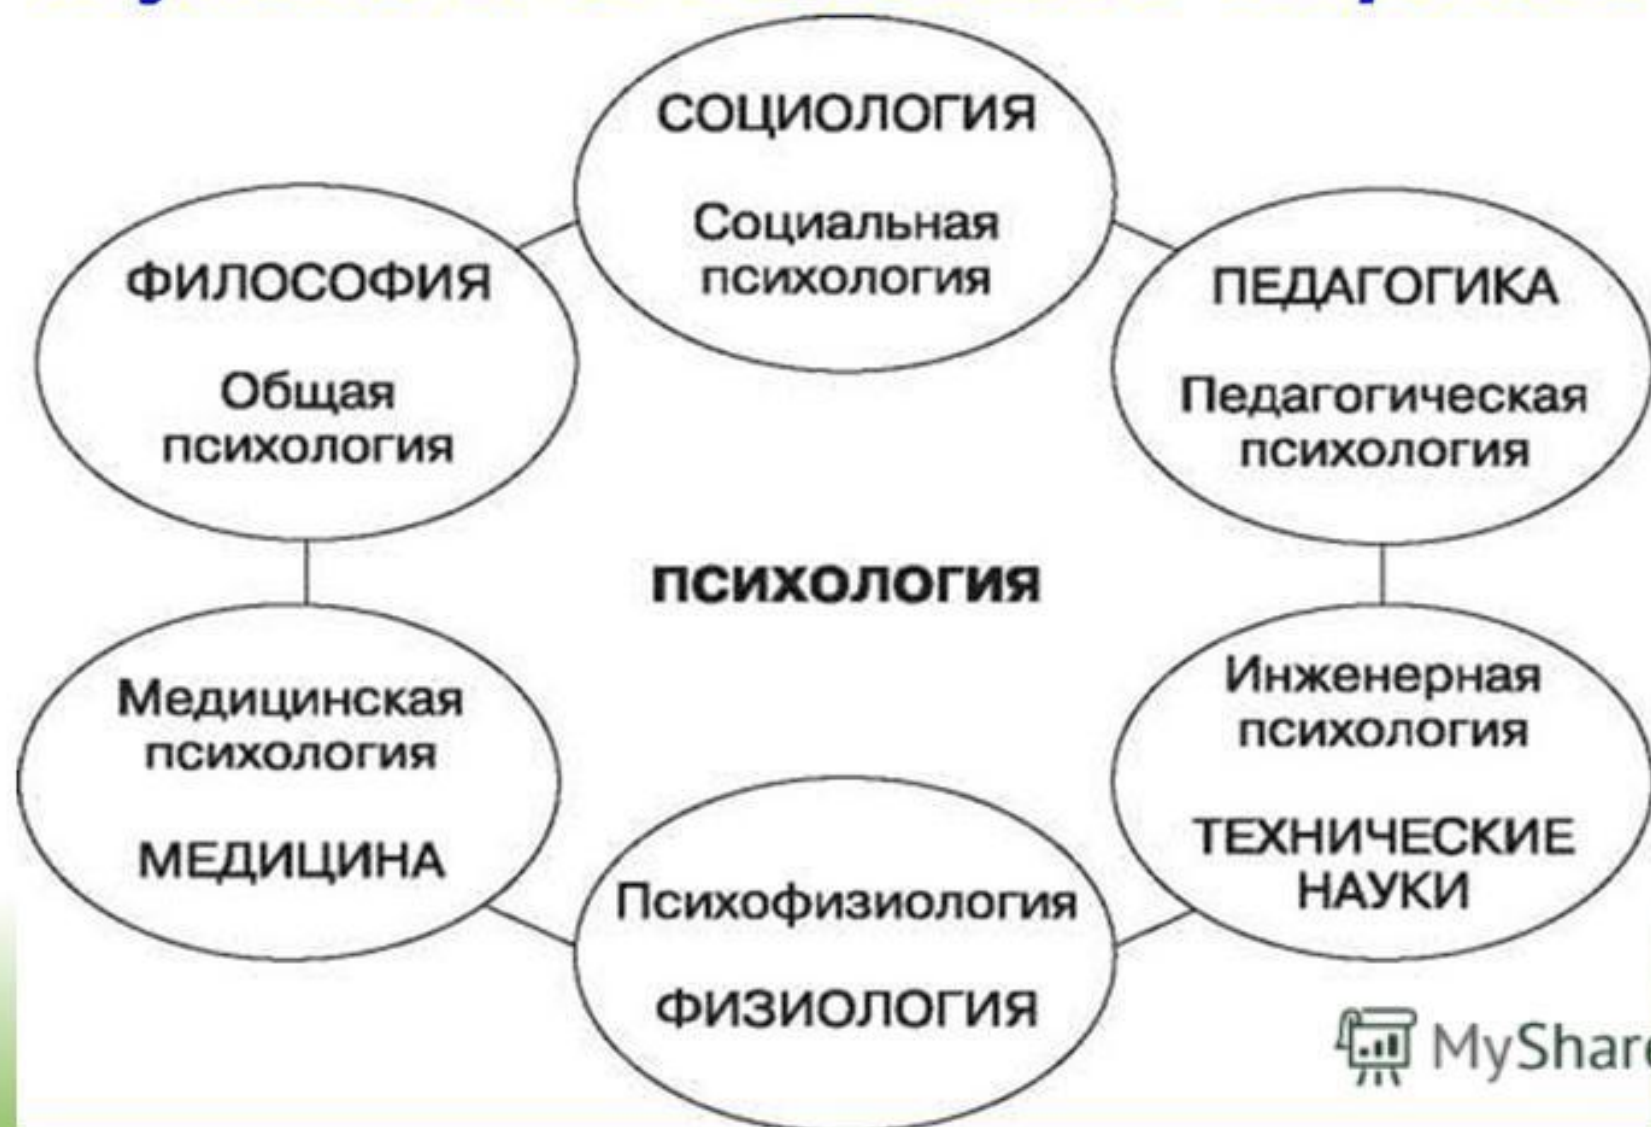 СОЦИОЛОГИЯ
Социальная
психология
ФИЛОСОФИЯ
Общая
психология
ПЕДАГОГИКА
Педагогическая
психология
ПСИХОЛОГИЯ
Медицинская
психология
МЕДИЦИНА
Инженерная
психология
ТЕХНИЧЕСКИЕ
НАУКИ
Психофизиология
ФИЗИОЛОГИЯ
MyShare